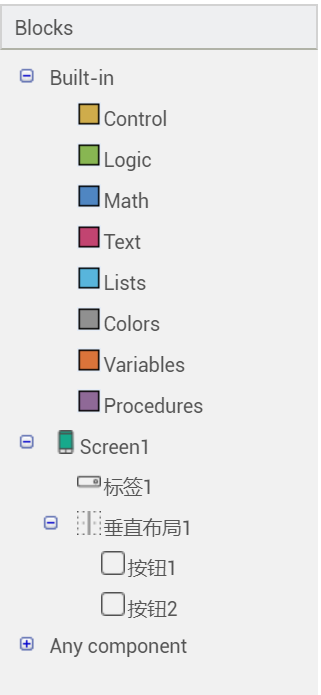 Blocks
Built-in
Control
Logic
Math
Text
Lists
Colors
Variables
Procedures
Screen1
标签1
垂直布局1
按钮1
按钮2
Any component